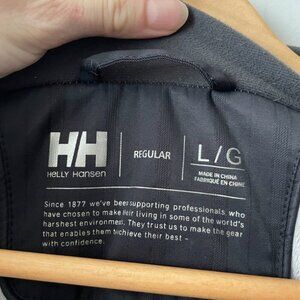 HH
HELLY HANSEN
REGULAR
L/G
MADE IN CHINA
FABRIQUÉ EN CHINE
Since 1877 we've been supporting professionals who
have chosen to make their living in some of the world's
harshest environments. They trust us to make the gear
that enables them to achieve their best -
with confidence.